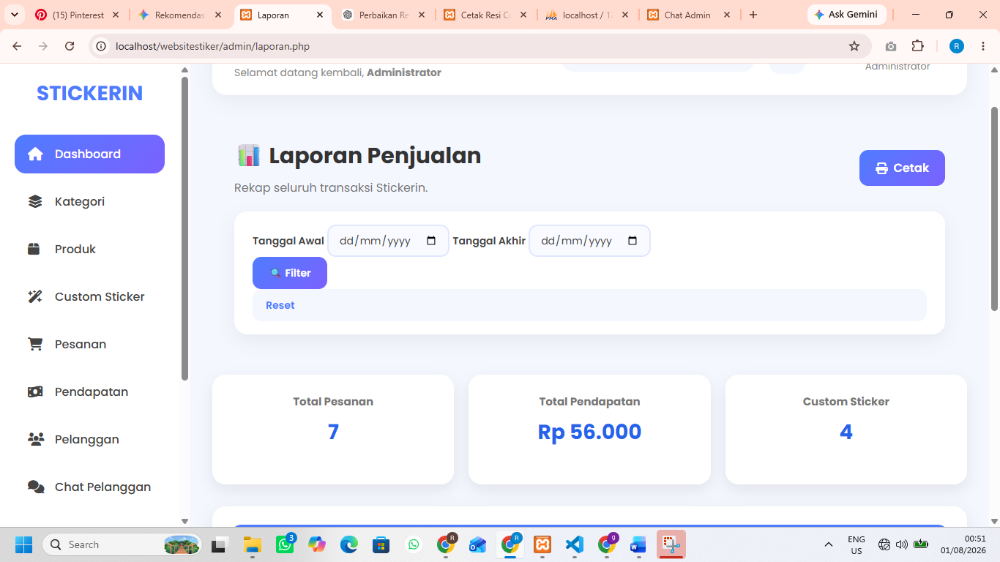 (15) Pinterest
Rekomendas
Laporan
Perbaikan Re
Cetak Resi C
localhost / 12
Chat Admin
Ask Gemini
localhost/websitestiker/admin/laporan.php
R
STICKERIN
Dashboard
Kategori
Produk
Custom Sticker
Pesanan
Pendapatan
Pelanggan
Chat Pelanggan
Selamat datang kembali, Administrator
Administrator
Laporan Penjualan
Cetak
Rekap seluruh transaksi Stickerin.
Tanggal Awal dd/mm/yyyy Tanggal Akhir dd/mm/yyyy
Filter
Reset
Total Pesanan
7
Total Pendapatan
Rp 56.000
Custom Sticker
4
Search
3
R
R
g
ENG
US
00:51
01/08/2026